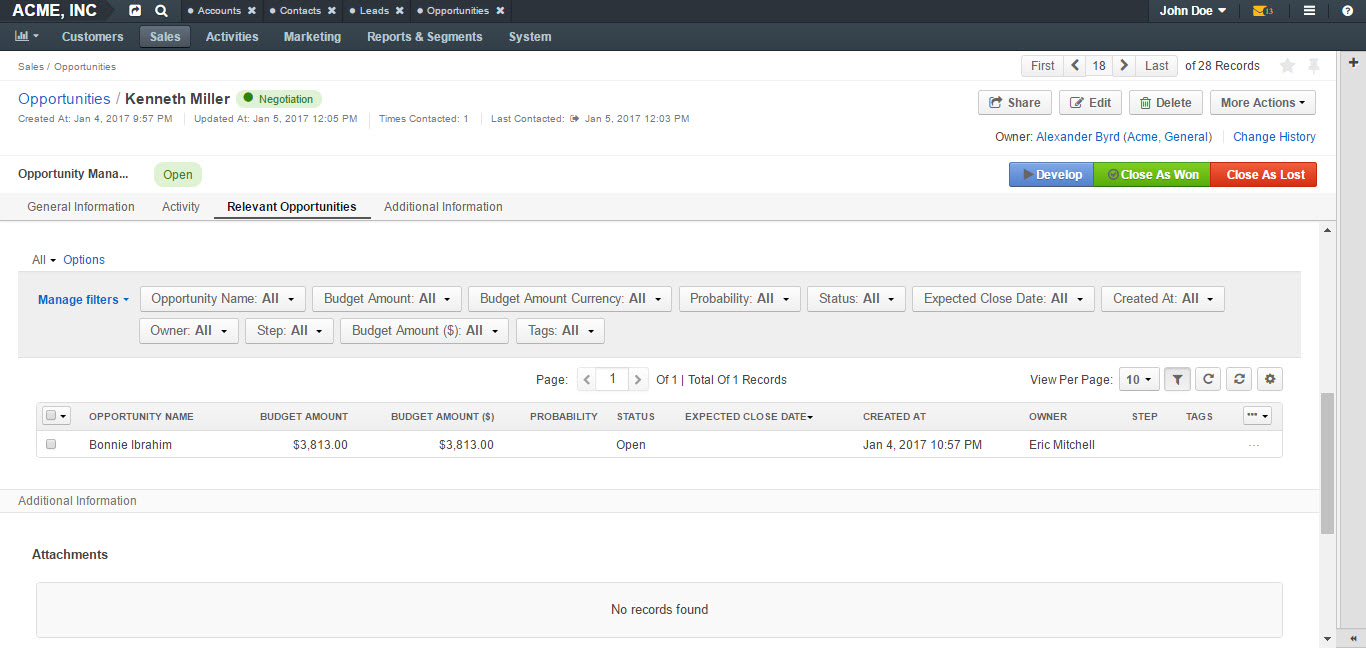 ACME, INC Accounts Contacts Leads Opportunities John Doe 13
Customers Sales Activities Marketing Reports & Segments System
Sales / Opportunities First 18 Last of 28 Records
Opportunities / Kenneth Miller Negotiation Share Edit Delete More Actions
Created At: Jan 4, 2017 9:57 PM Updated At: Jan 5, 2017 12:05 PM Times Contacted: 1 Last Contacted: Jan 5, 2017 12:03 PM
Owner: Alexander Byrd (Acme, General) Change History
Opportunity Mana... Open Develop Close As Won Close As Lost
General Information Activity Relevant Opportunities Additional Information
All Options
Manage filters Opportunity Name: All Budget Amount: All Budget Amount Currency: All Probability: All Status: All Expected Close Date: All Created At: All
Owner: All Step: All Budget Amount ($): All Tags: All
Page: 1 Of 1 | Total Of 1 Records View Per Page: 10
OPPORTUNITY NAME BUDGET AMOUNT BUDGET AMOUNT ($) PROBABILITY STATUS EXPECTED CLOSE DATE CREATED AT OWNER STEP TAGS ...
Bonnie Ibrahim $3,813.00 $3,813.00 Open Jan 4, 2017 10:57 PM Eric Mitchell ...
Additional Information
Attachments
No records found